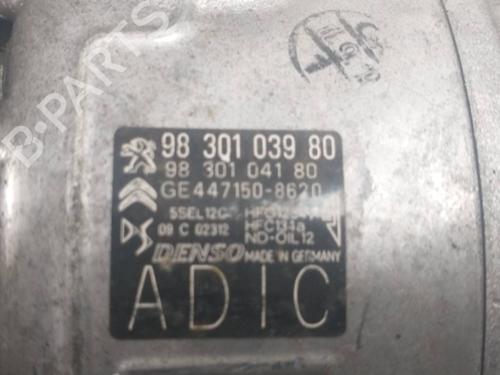 B-PARTS
98 301 039 80
98 301 041 80
GE447150-8620
5SEL12C
09 C 02312
HFC134a
ND-OIL12
DENSO MADE IN GERMANY
ADIC